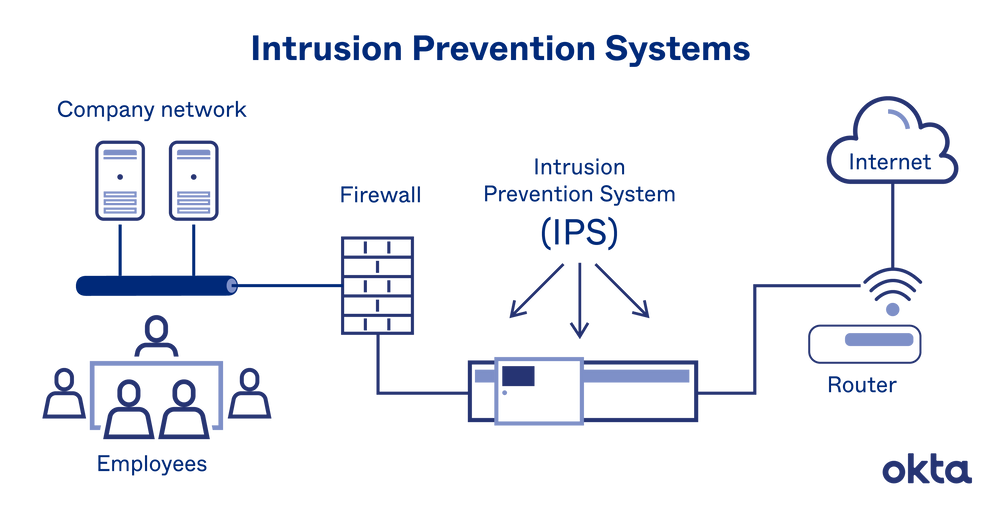 Intrusion Prevention Systems
Company network
Firewall
Intrusion
Prevention System
(IPS)
Internet
Router
Employees
okta